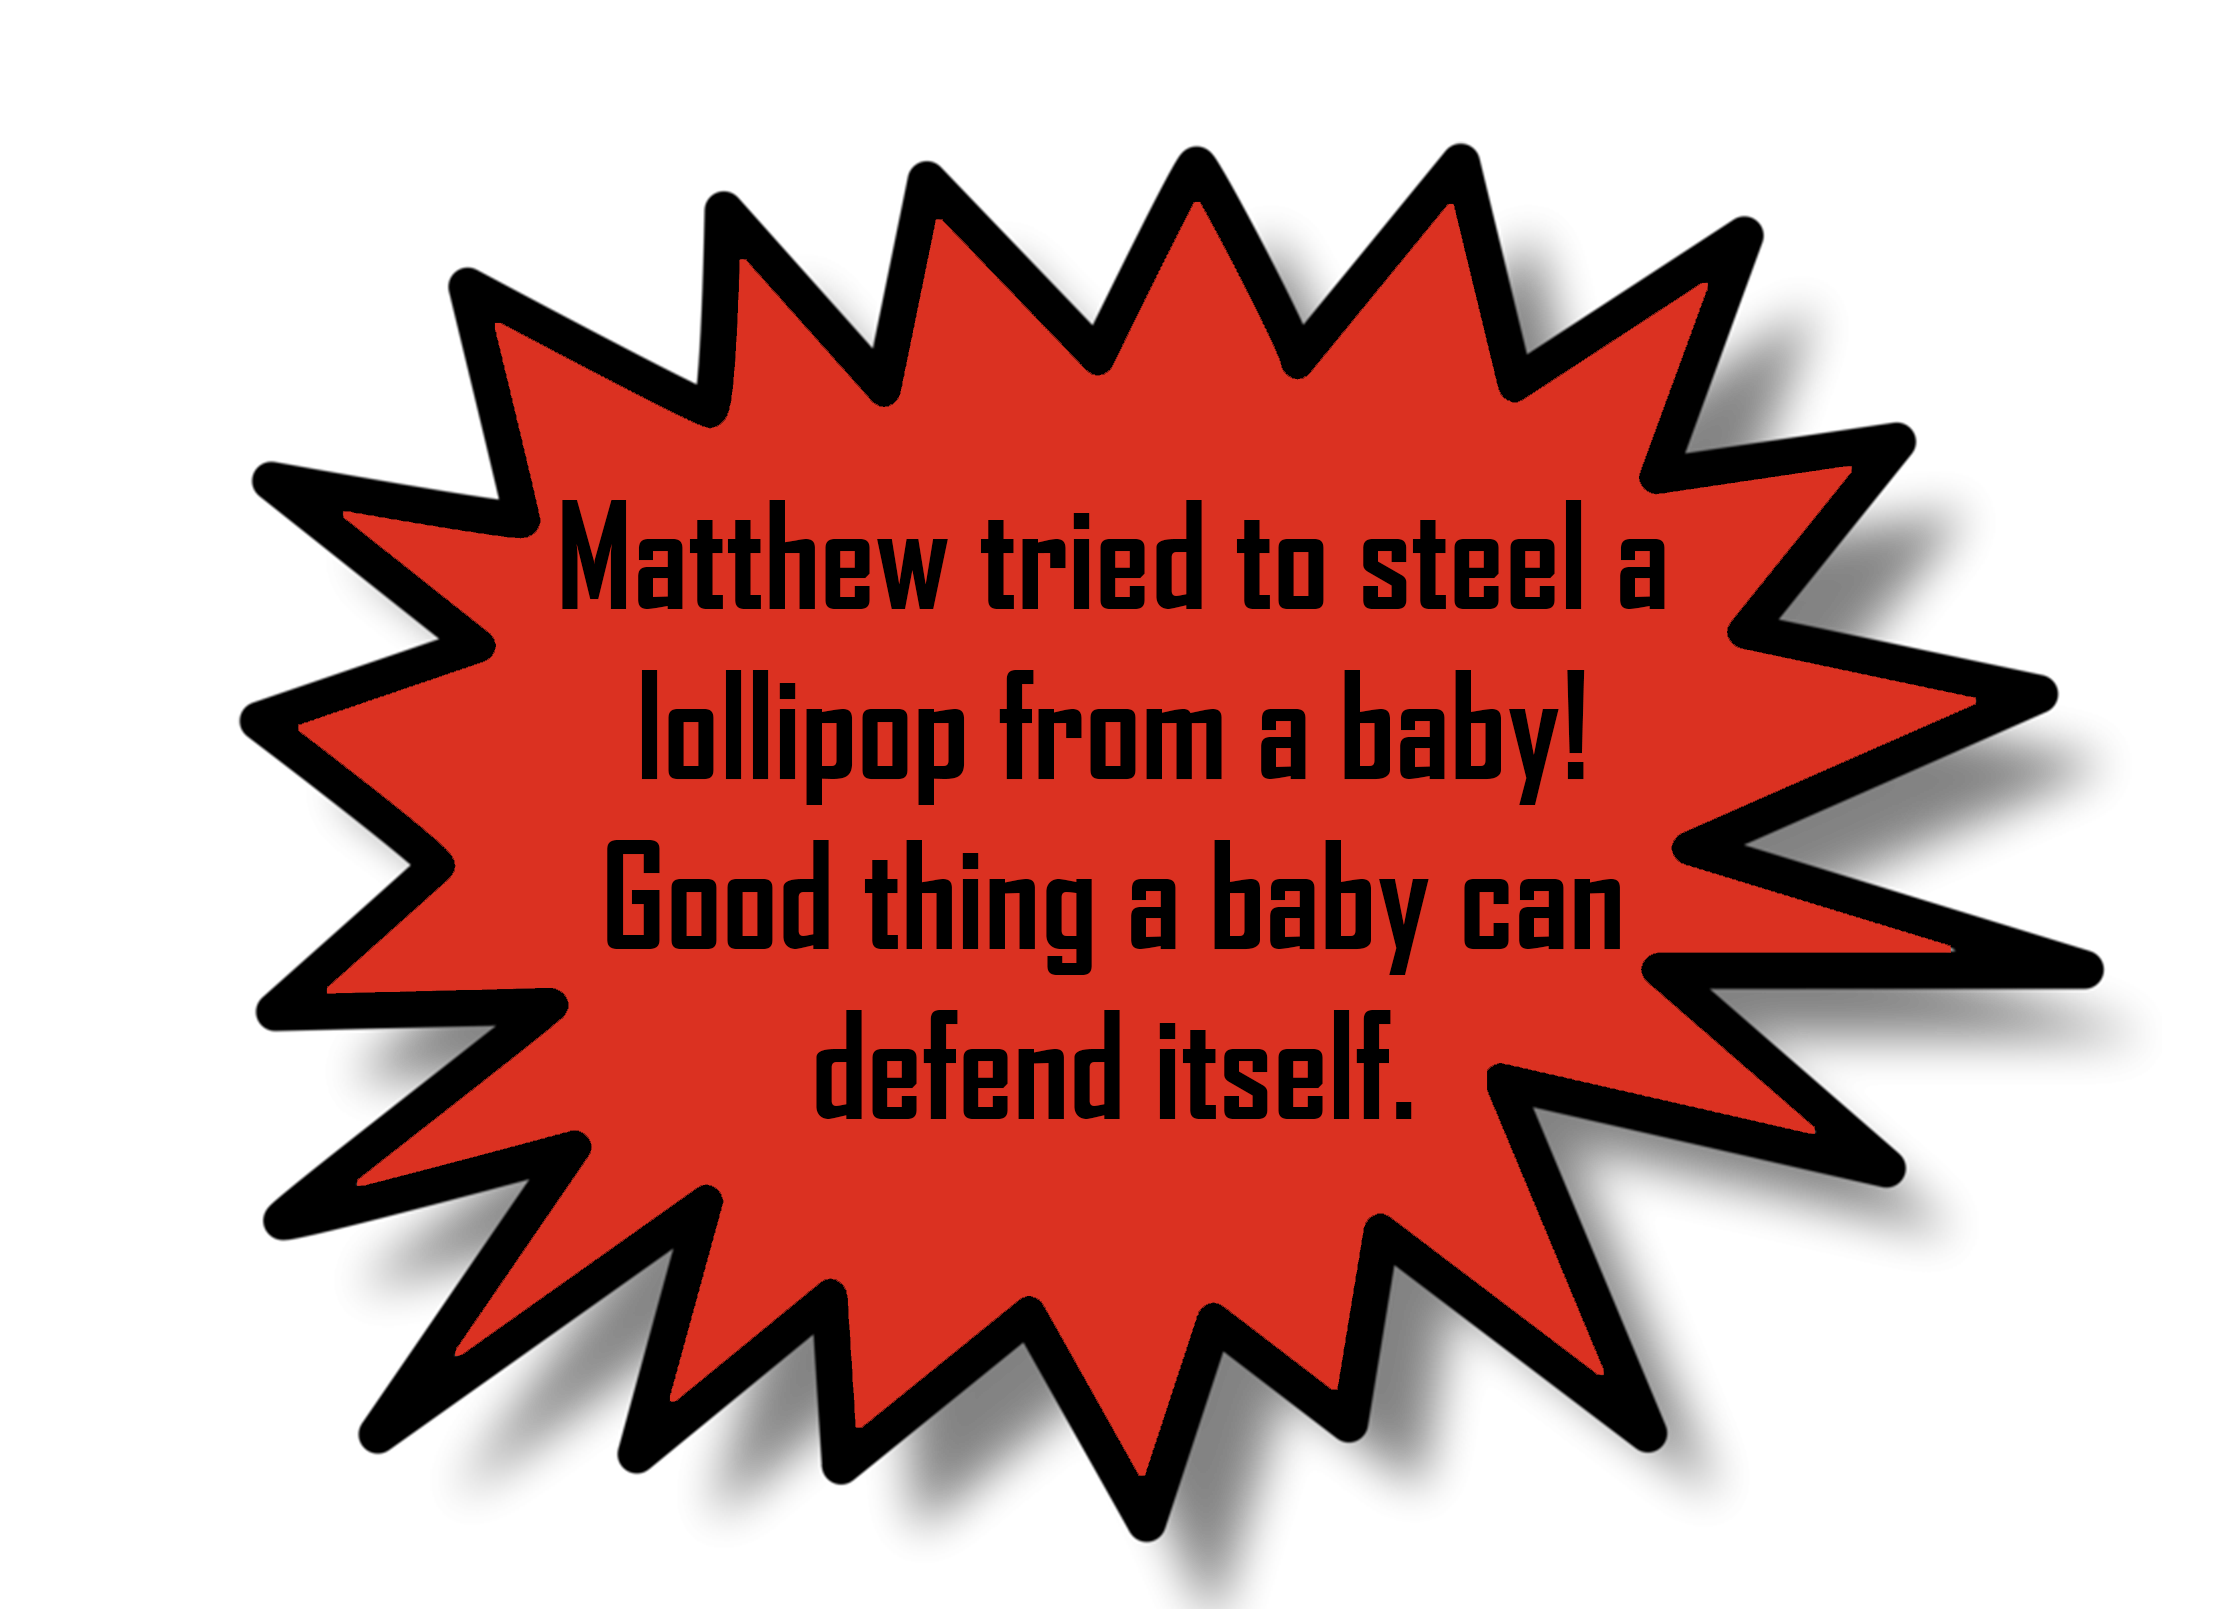 Matthew tried to steel a
lollipop from a baby!
Good thing a baby can
defend itself.